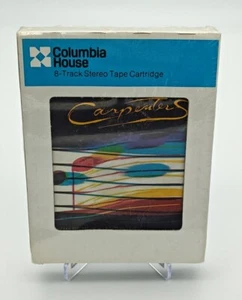 Columbia
House
8-Track Stereo Tape Cartridge
Carpenters